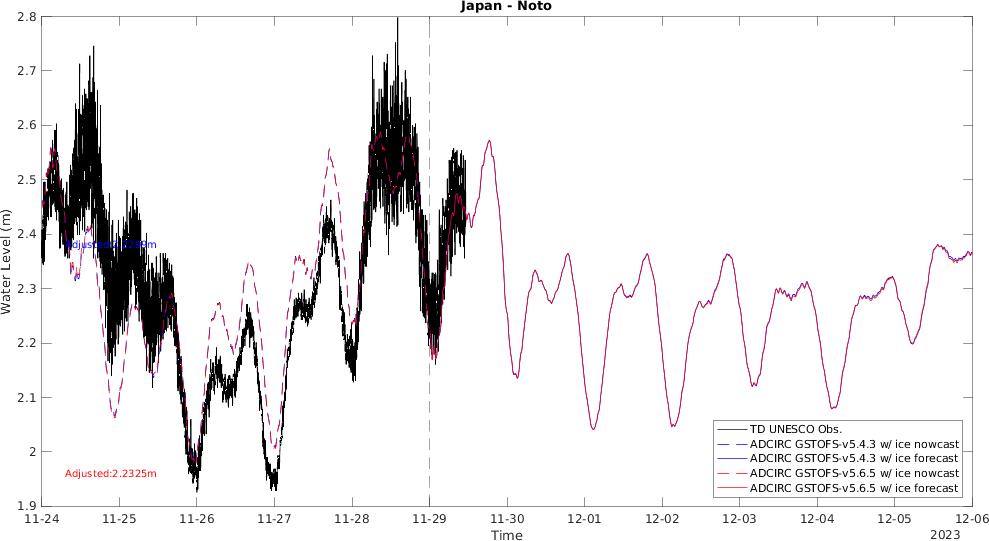 Japan - Noto
2.8
2.7
2.6
2.5
2.4
2.3
2.2
2.1
2
1.9
Water Level (m)
Adjusted:2.2325m
TD UNESCO Obs.
ADCIRC GSTOFS-v5.4.3 w/ ice nowcast
ADCIRC GSTOFS-v5.4.3 w/ ice forecast
ADCIRC GSTOFS-v5.6.5 w/ ice nowcast
ADCIRC GSTOFS-v5.6.5 w/ ice forecast
11-24 11-25 11-26 11-27 11-28 11-29 11-30 12-01 12-02 12-03 12-04 12-05 12-06
Time
2023